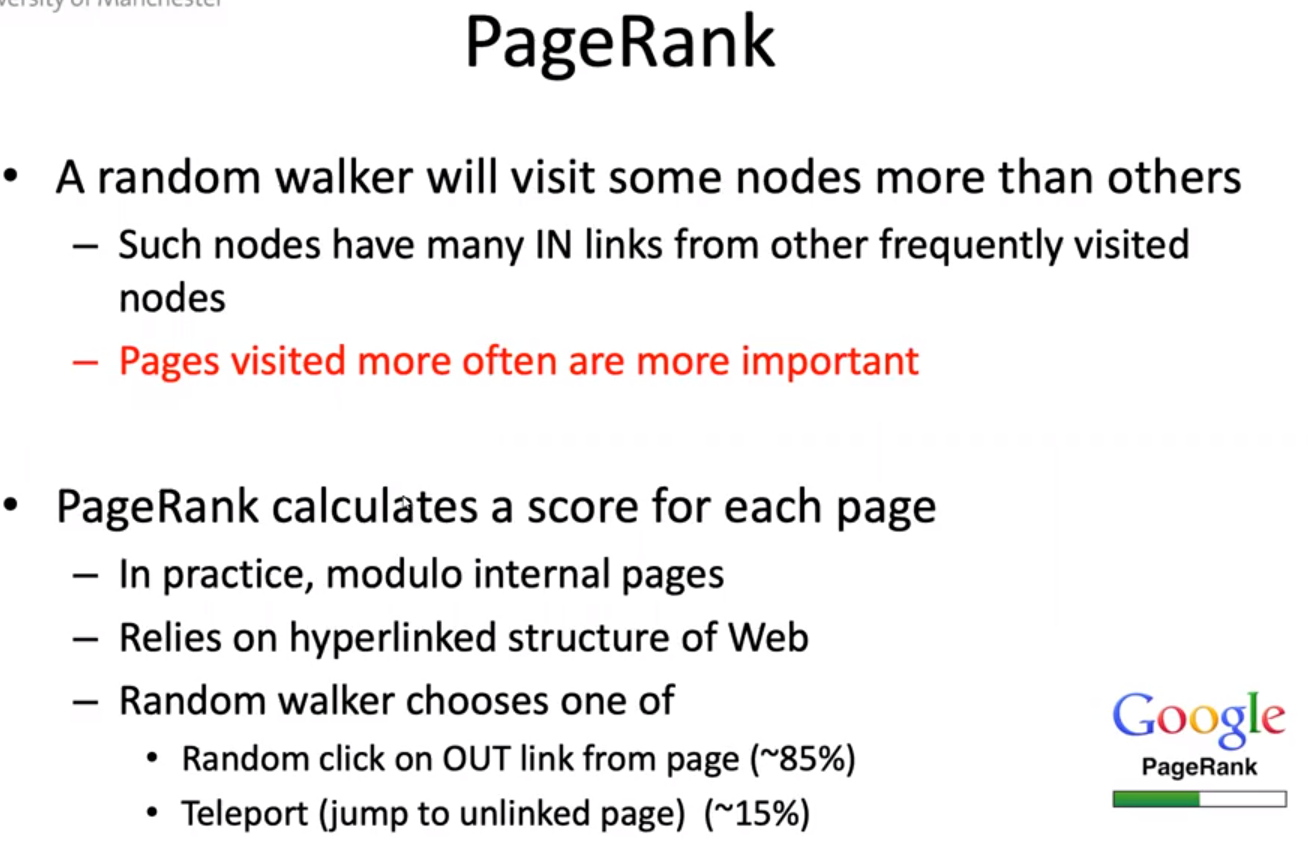 of Manchester
PageRank
• A random walker will visit some nodes more than others
– Such nodes have many IN links from other frequently visited
nodes
– Pages visited more often are more important
• PageRank calculates a score for each page
– In practice, modulo internal pages
– Relies on hyperlinked structure of Web
– Random walker chooses one of
• Random click on OUT link from page (~85%)
• Teleport (jump to unlinked page) (~15%)
Google
PageRank